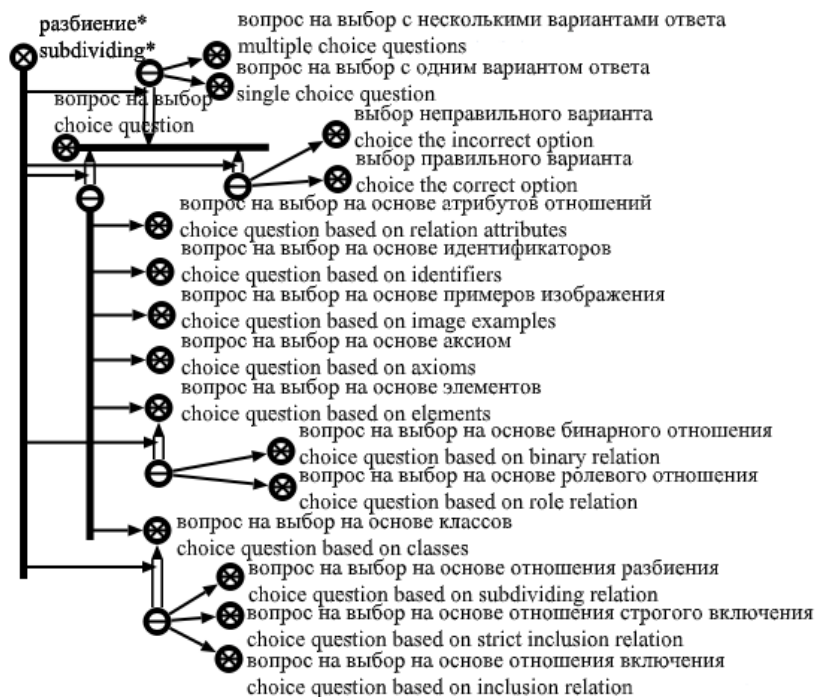 разбиение*
subdividing*
вопрос на выбор с несколькими вариантами ответа
multiple choice questions
вопрос на выбор с одним вариантом ответа
single choice question
вопрос на выбор
choice question
выбор неправильного варианта
choice the incorrect option
выбор правильного варианта
choice the correct option
вопрос на выбор на основе атрибутов отношений
choice question based on relation attributes
вопрос на выбор на основе идентификаторов
choice question based on identifiers
вопрос на выбор на основе примеров изображения
choice question based on image examples
вопрос на выбор на основе аксиом
choice question based on axioms
вопрос на выбор на основе элементов
choice question based on elements
вопрос на выбор на основе бинарного отношения
choice question based on binary relation
вопрос на выбор на основе ролевого отношения
choice question based on role relation
вопрос на выбор на основе классов
choice question based on classes
вопрос на выбор на основе отношения разбиения
choice question based on subdividing relation
вопрос на выбор на основе отношения строгого включения
choice question based on strict inclusion relation
вопрос на выбор на основе отношения включения
choice question based on inclusion relation